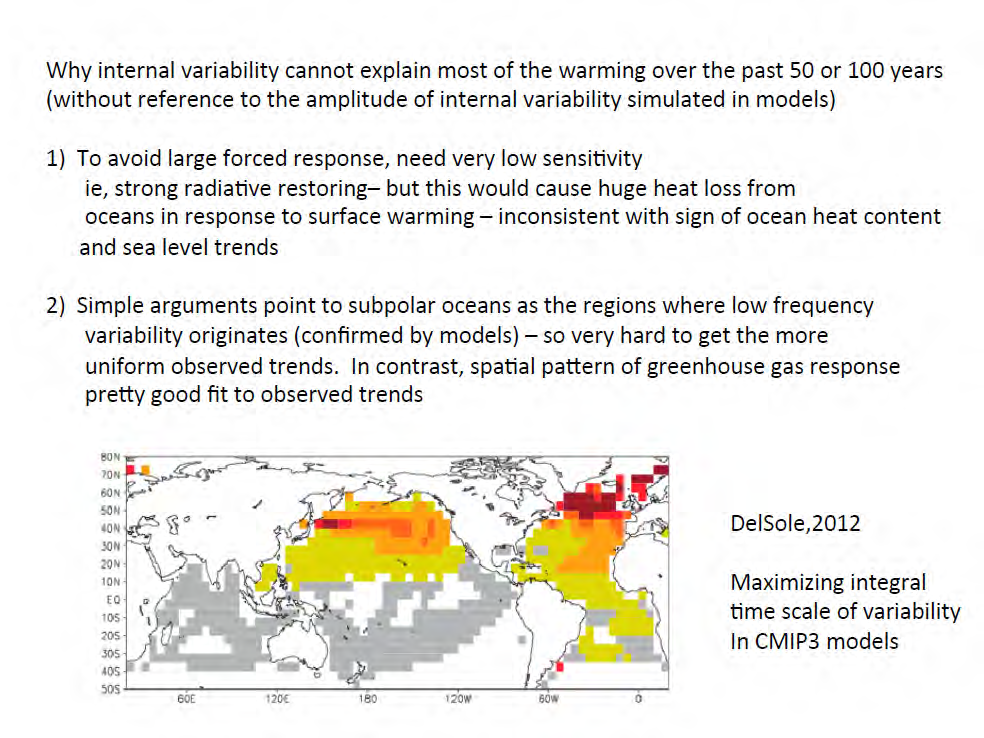 Why internal variability cannot explain most of the warming over the past 50 or 100 years
(without reference to the amplitude of internal variability simulated in models)
1) To avoid large forced response, need very low sensitivity
ie, strong radiative restoring– but this would cause huge heat loss from
oceans in response to surface warming – inconsistent with sign of ocean heat content
and sea level trends
2) Simple arguments point to subpolar oceans as the regions where low frequency
variability originates (confirmed by models) – so very hard to get the more
uniform observed trends. In contrast, spatial pattern of greenhouse gas response
pretty good fit to observed trends
80N
70N
60N
50N
40N
30N
20N
10N
EQ
10S
20S
30S
40S
50S
60E 120E 180 120W 60W 0
DelSole,2012
Maximizing integral
time scale of variability
In CMIP3 models